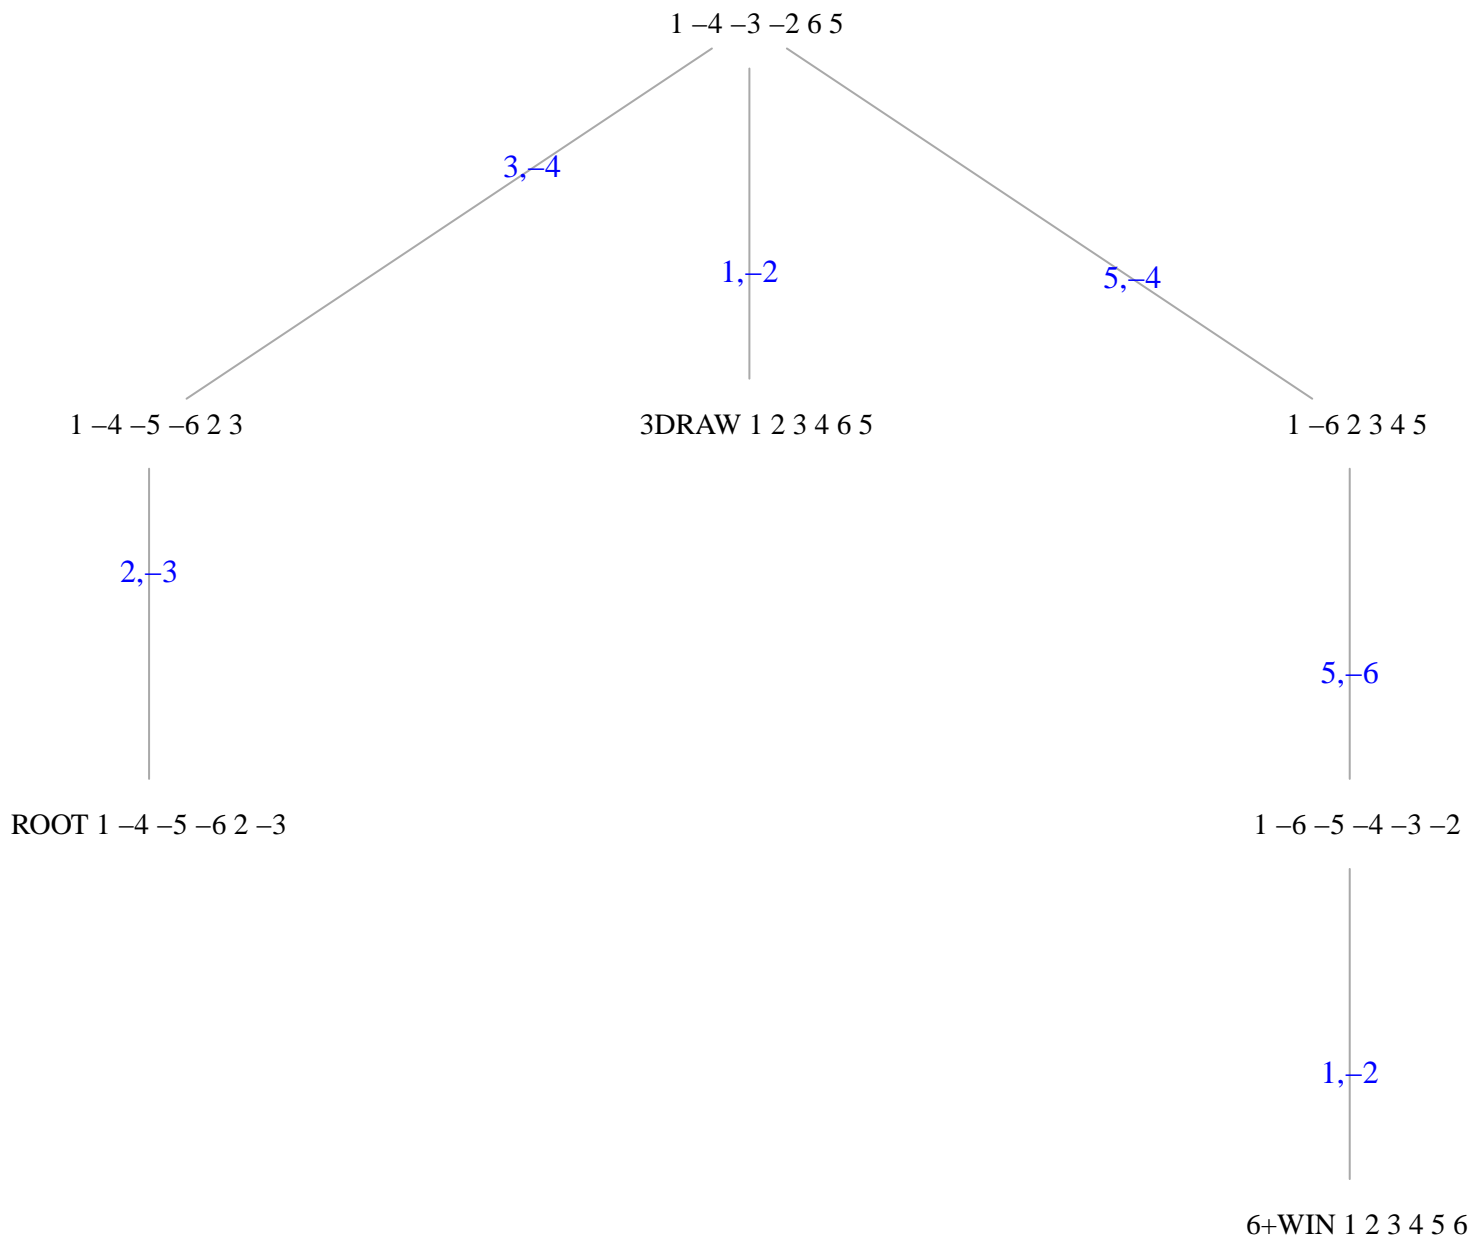 1 –4 –3 –2 6 5
3,–4
1,–2
5,–4
1 –4 –5 –6 2 3
3DRAW 1 2 3 4 6 5
1 –6 2 3 4 5
2,–3
5,–6
ROOT 1 –4 –5 –6 2 –3
1 –6 –5 –4 –3 –2
1,–2
6+WIN 1 2 3 4 5 6